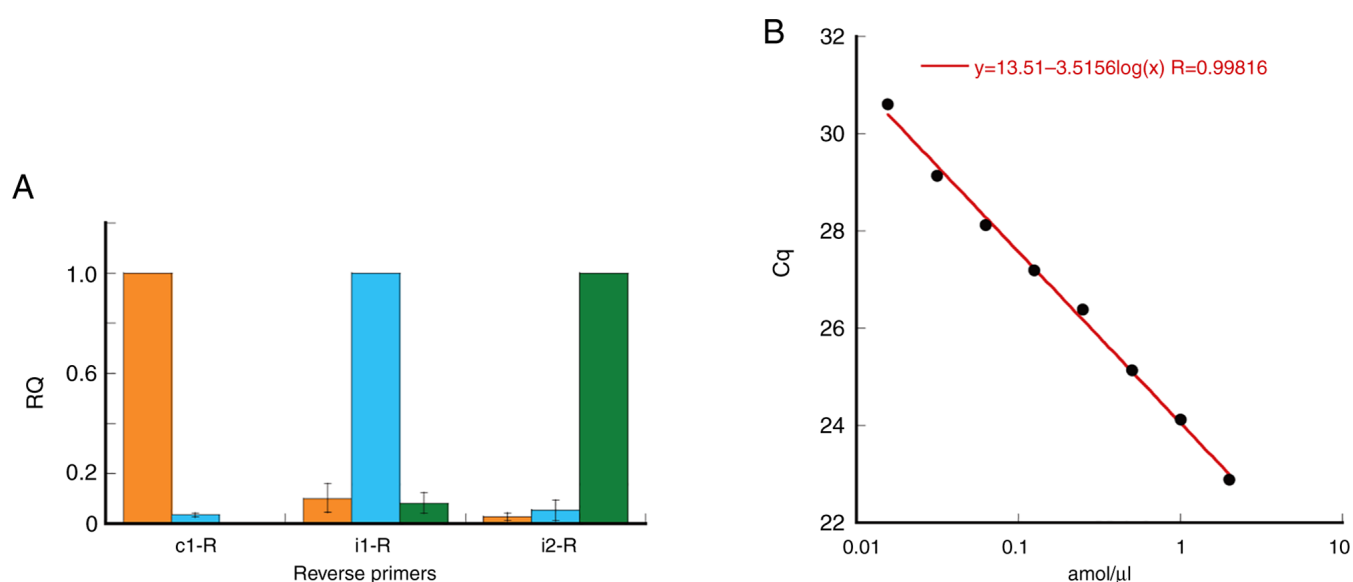 A
1.0
0.6
0.2
0
RQ
c1-R
i1-R
i2-R
Reverse primers
B
y=13.51–3.5156log(x) R=0.99816
32
30
28
26
24
22
Cq
0.01
0.1
1
10
amol/µl